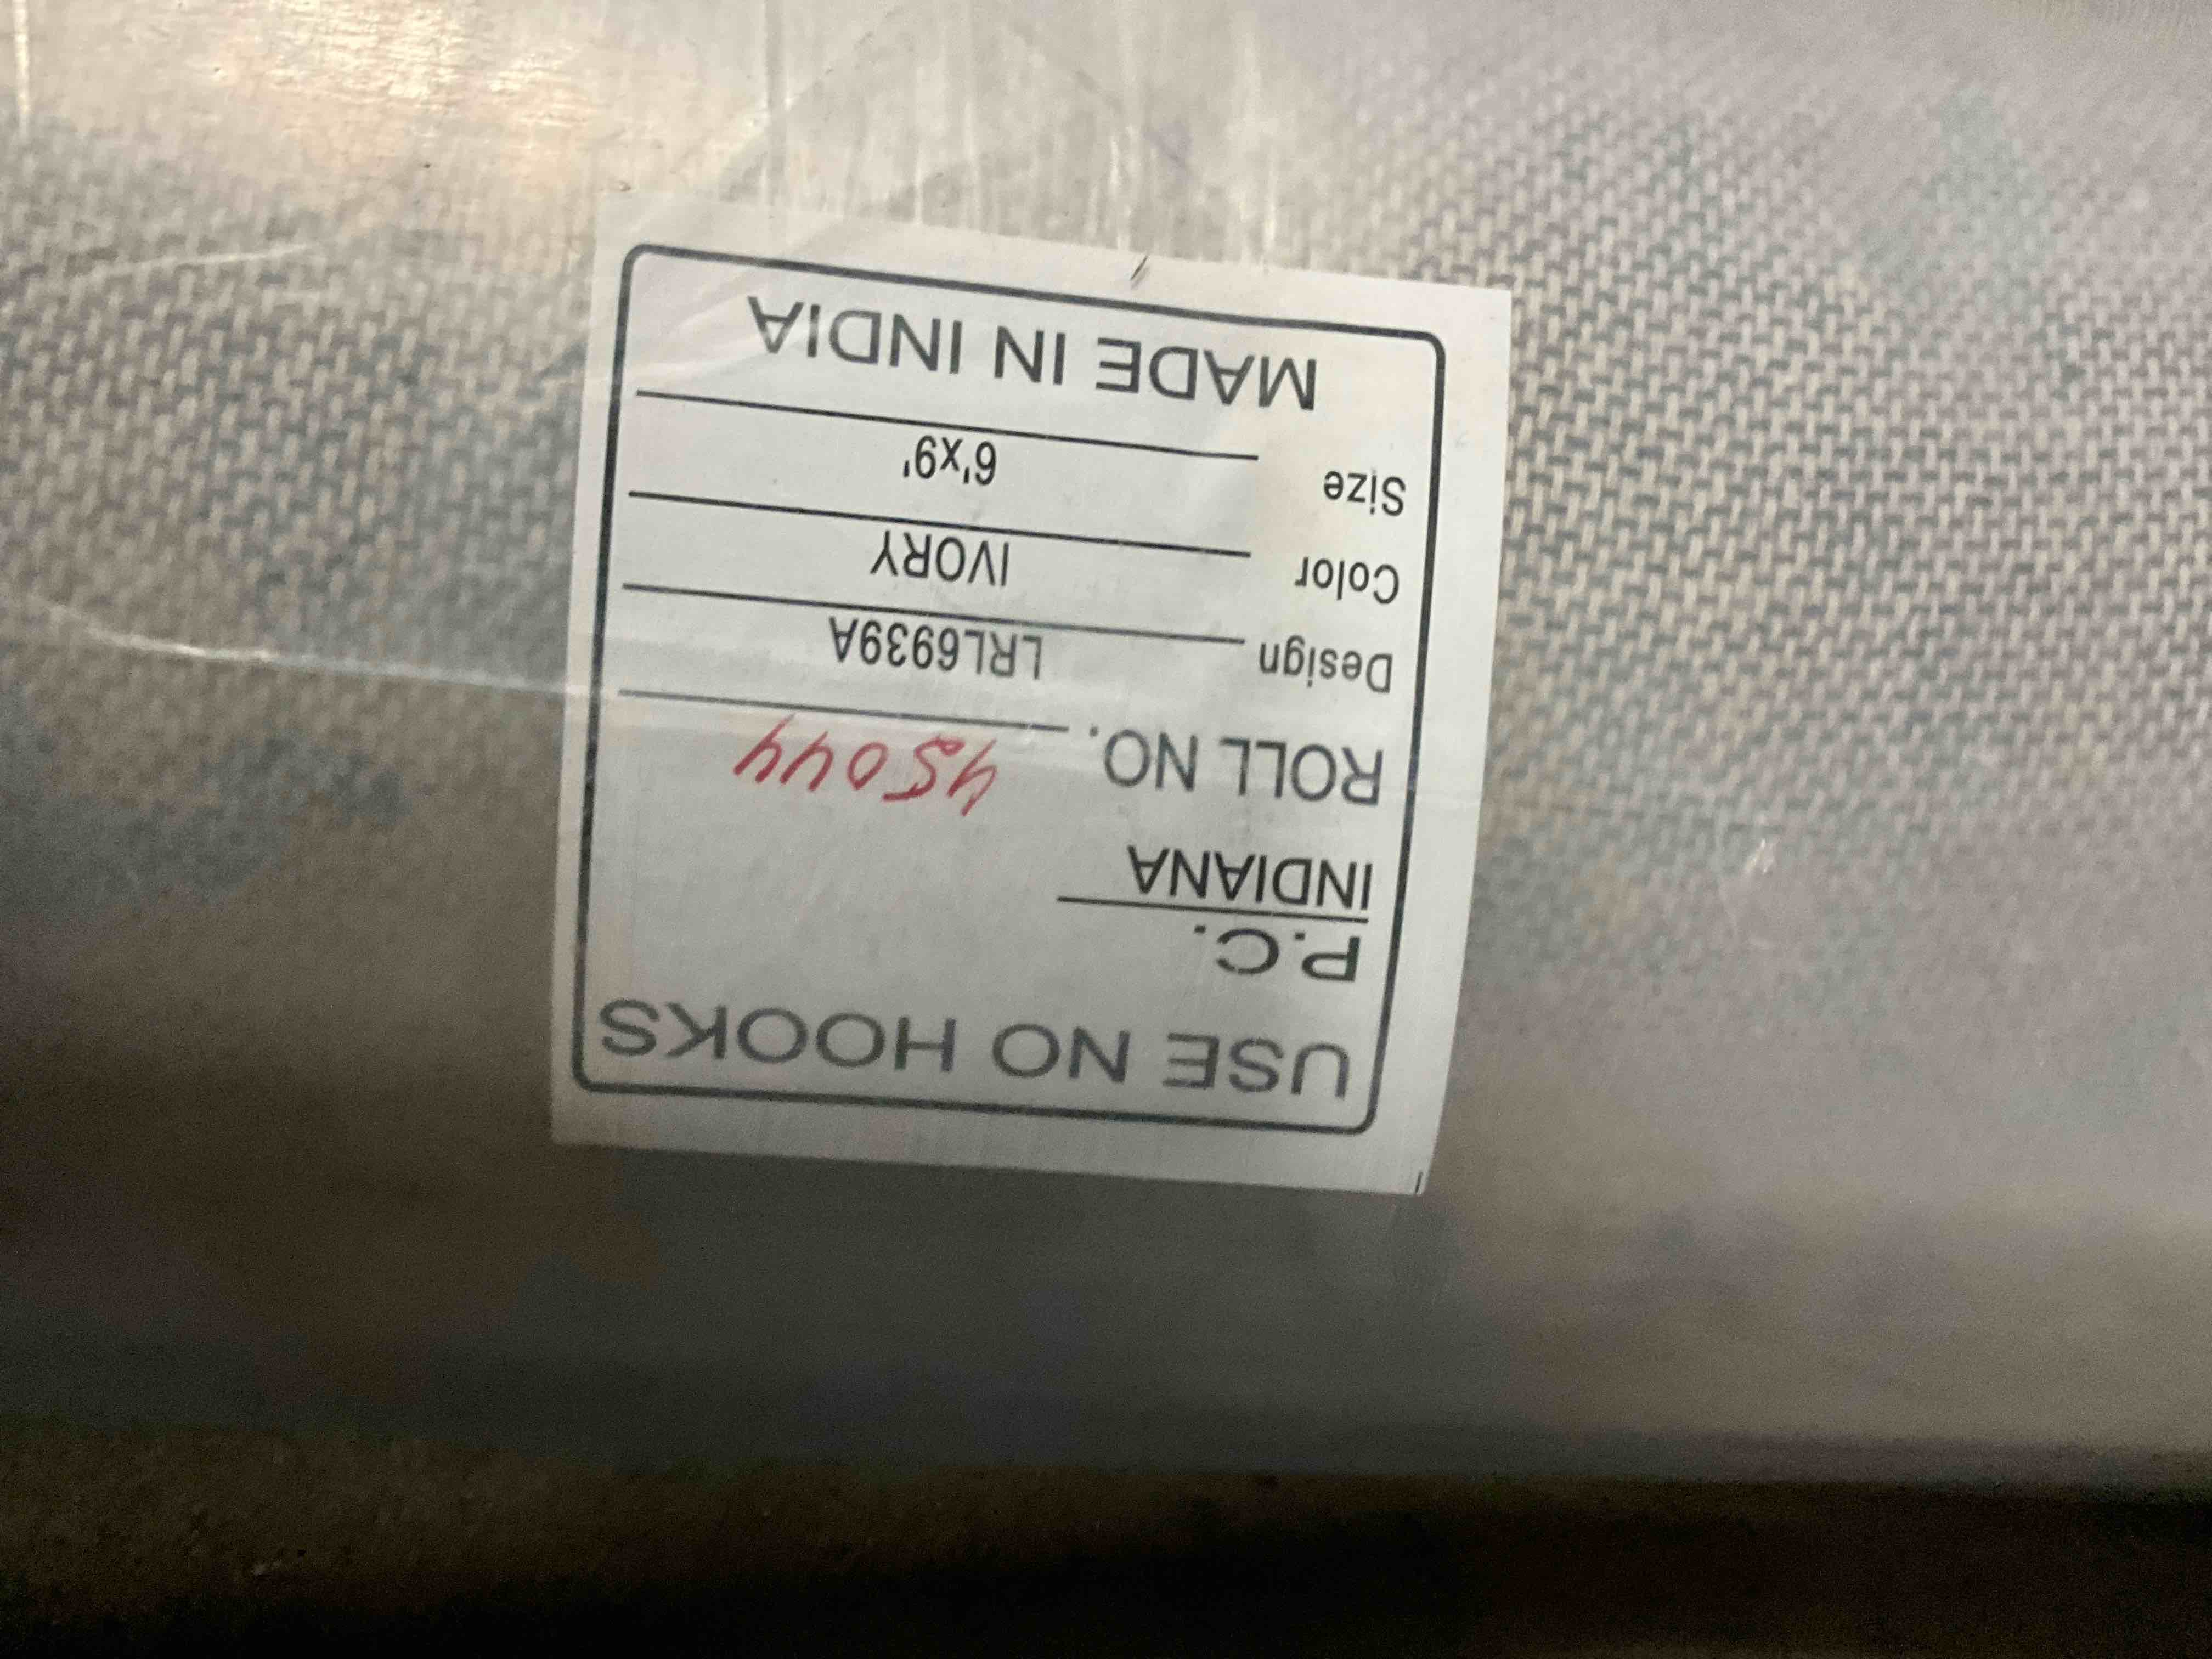 USE NO HOOKS
P.C.
INDIANA
ROLL NO. 45044
Design LRL6939A
Color IVORY
Size 6'x9'
MADE IN INDIA